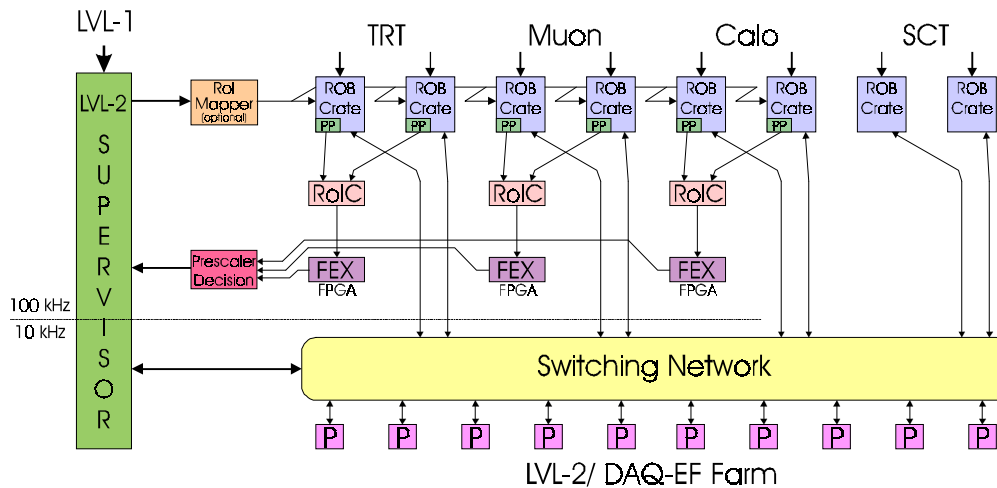 LVL-1
TRT
Muon
Calo
SCT
LVL-2
SUPERVISOR
RoI
Mapper
(optional)
ROB
Crate
PP
ROB
Crate
PP
ROB
Crate
PP
ROB
Crate
PP
ROB
Crate
PP
ROB
Crate
PP
ROB
Crate
ROB
Crate
RoIC
RoIC
RoIC
Prescaler
Decision
FEX
FPGA
FEX
FPGA
FEX
FPGA
100 kHz
10 kHz
Switching Network
P
P
P
P
P
P
P
P
P
P
LVL-2/ DAQ-EF Farm